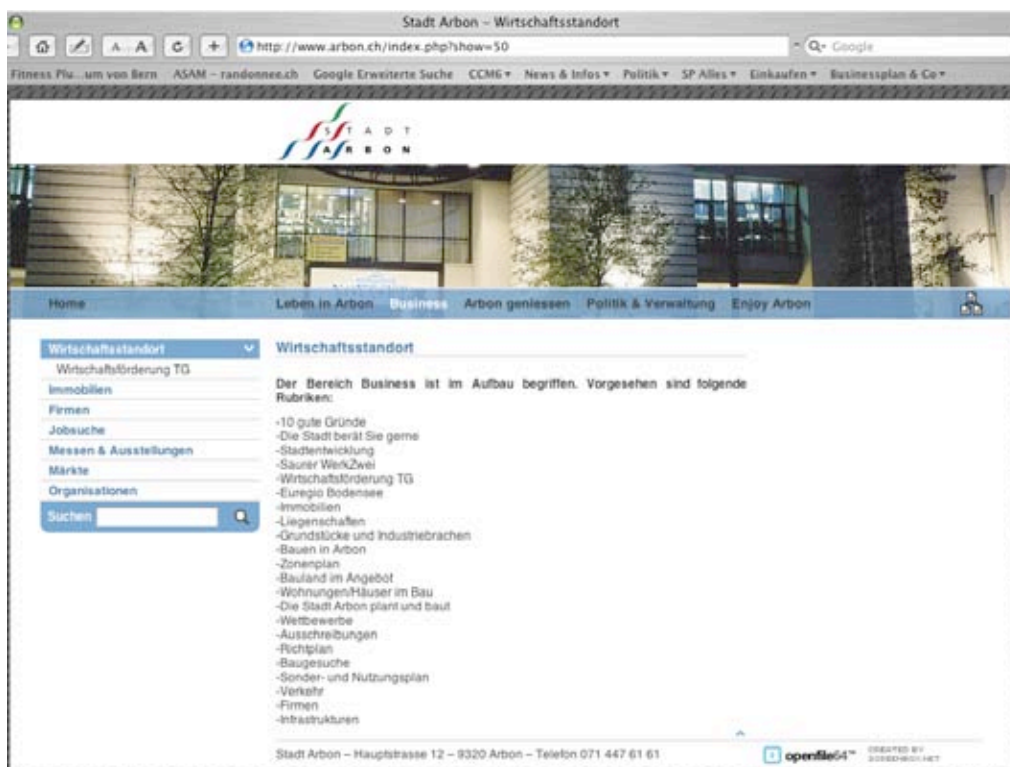 Stadt Arbon – Wirtschaftsstandort
A A C + http://www.arbon.ch/index.php?show=50 Q Google
Fitness Plu...um von Bern ASAM – randonnee.ch Google Erweiterte Suche CCM6 News & Infos Politik SP Alles Einkaufen Businessplan & Co
STADT
ARBON
Home Leben in Arbon Business Arbon geniessen Politik & Verwaltung Enjoy Arbon
Wirtschaftsstandort
Wirtschaftsförderung TG
Immobilien
Firmen
Jobsuche
Messen & Ausstellungen
Märkte
Organisationen
Suchen
Wirtschaftsstandort
Der Bereich Business ist im Aufbau begriffen. Vorgesehen sind folgende
Rubriken:
-10 gute Gründe
-Die Stadt berät Sie gerne
-Stadtentwicklung
-Saurer WerkZwei
-Wirtschaftsförderung TG
-Euregio Bodensee
-Immobilien
-Liegenschaften
-Grundstücke und Industriebrachen
-Bauen in Arbon
-Zonenplan
-Bauland im Angebot
-Wohnungen/Häuser im Bau
-Die Stadt Arbon plant und baut
-Wettbewerbe
-Ausschreibungen
-Richtplan
-Baugesuche
-Sonder- und Nutzungsplan
-Verkehr
-Firmen
-Infrastrukturen
Stadt Arbon – Hauptstrasse 12 – 9320 Arbon – Telefon 071 447 61 61
openfile64™ CREATED BY